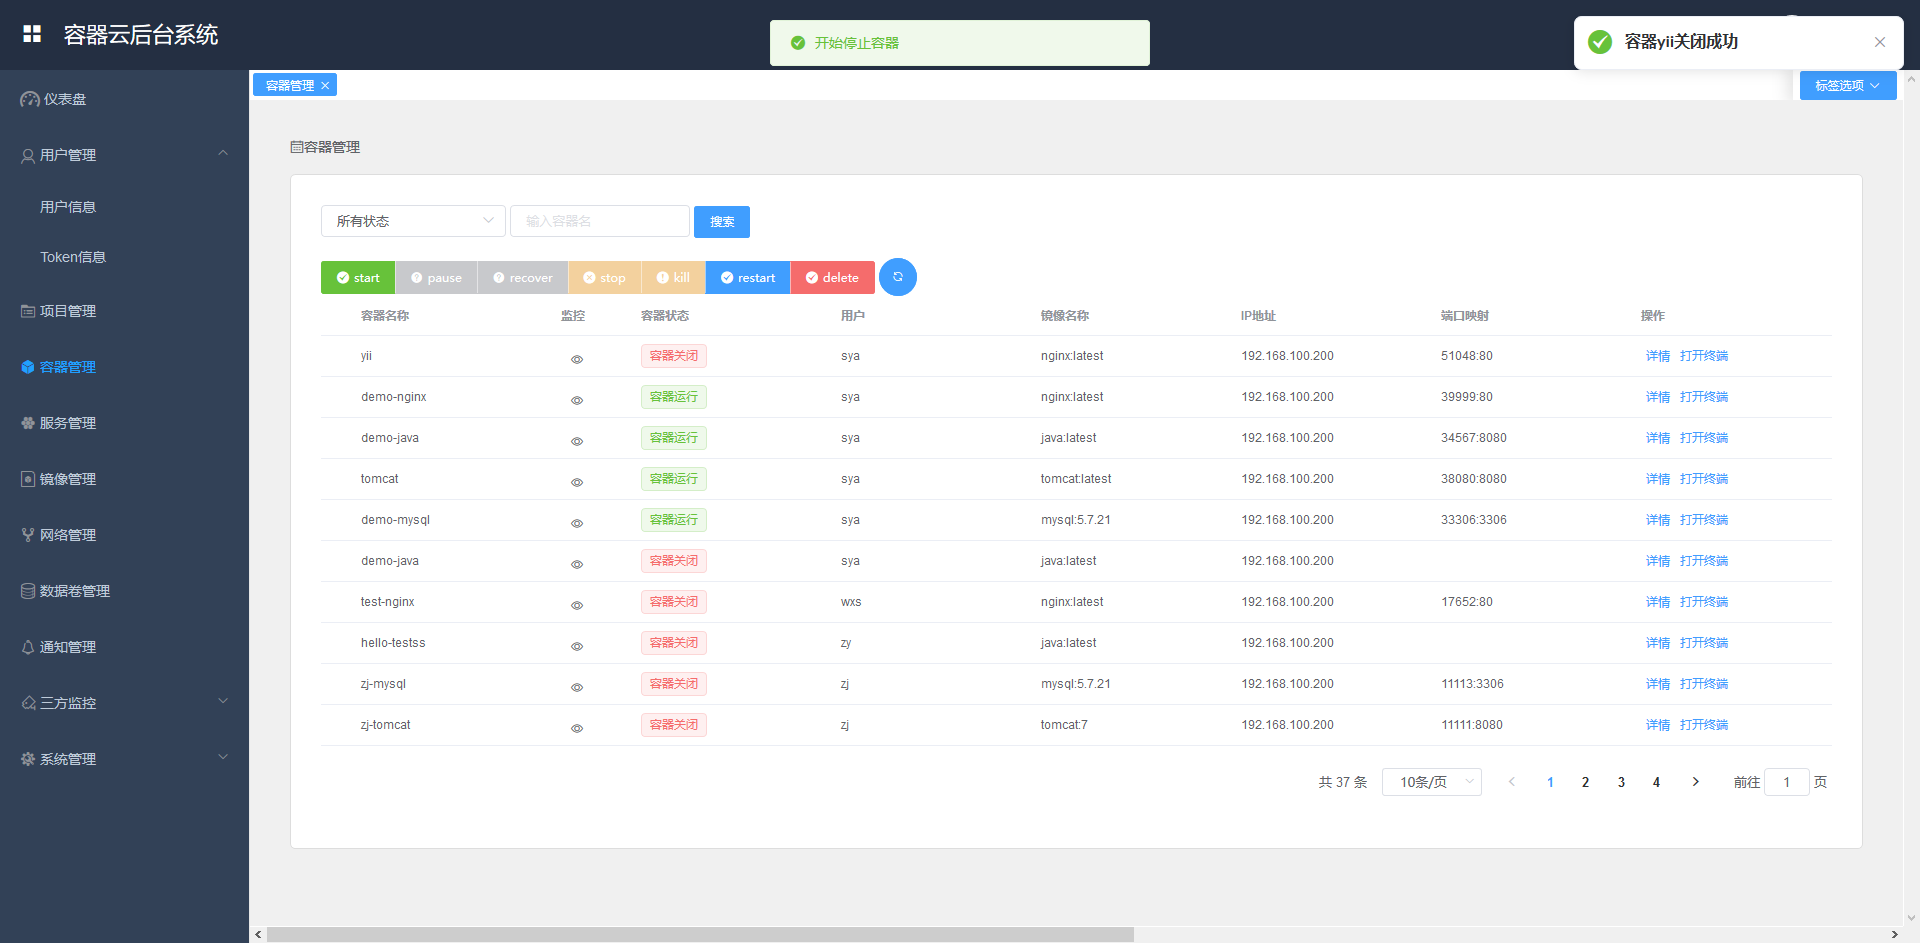 容器云后台系统
开始停止容器
容器yii关闭成功
仪表盘
用户管理
用户信息
Token信息
项目管理
容器管理
服务管理
镜像管理
网络管理
数据卷管理
通知管理
三方监控
系统管理
容器管理
标签选项
容器管理
所有状态 输入容器名 搜索
start pause recover stop kill restart delete
容器名称 监控 容器状态 用户 镜像名称 IP地址 端口映射 操作
yii 容器关闭 sya nginx:latest 192.168.100.200 51048:80 详情 打开终端
demo-nginx 容器运行 sya nginx:latest 192.168.100.200 39999:80 详情 打开终端
demo-java 容器运行 sya java:latest 192.168.100.200 34567:8080 详情 打开终端
tomcat 容器运行 sya tomcat:latest 192.168.100.200 38080:8080 详情 打开终端
demo-mysql 容器运行 sya mysql:5.7.21 192.168.100.200 33306:3306 详情 打开终端
demo-java 容器关闭 sya java:latest 192.168.100.200 详情 打开终端
test-nginx 容器关闭 wxs nginx:latest 192.168.100.200 17652:80 详情 打开终端
hello-testss 容器关闭 zy java:latest 192.168.100.200 详情 打开终端
zj-mysql 容器关闭 zj mysql:5.7.21 192.168.100.200 11113:3306 详情 打开终端
zj-tomcat 容器关闭 zj tomcat:7 192.168.100.200 11111:8080 详情 打开终端
共 37 条 10条/页 1 2 3 4 前往 1 页